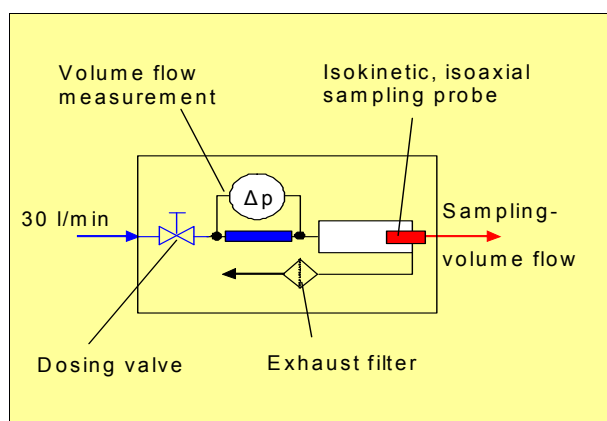 Volume flow
measurement
Isokinetic, isoaxial
sampling probe
Δp
30 l/min
Sampling-
volume flow
Dosing valve
Exhaust filter